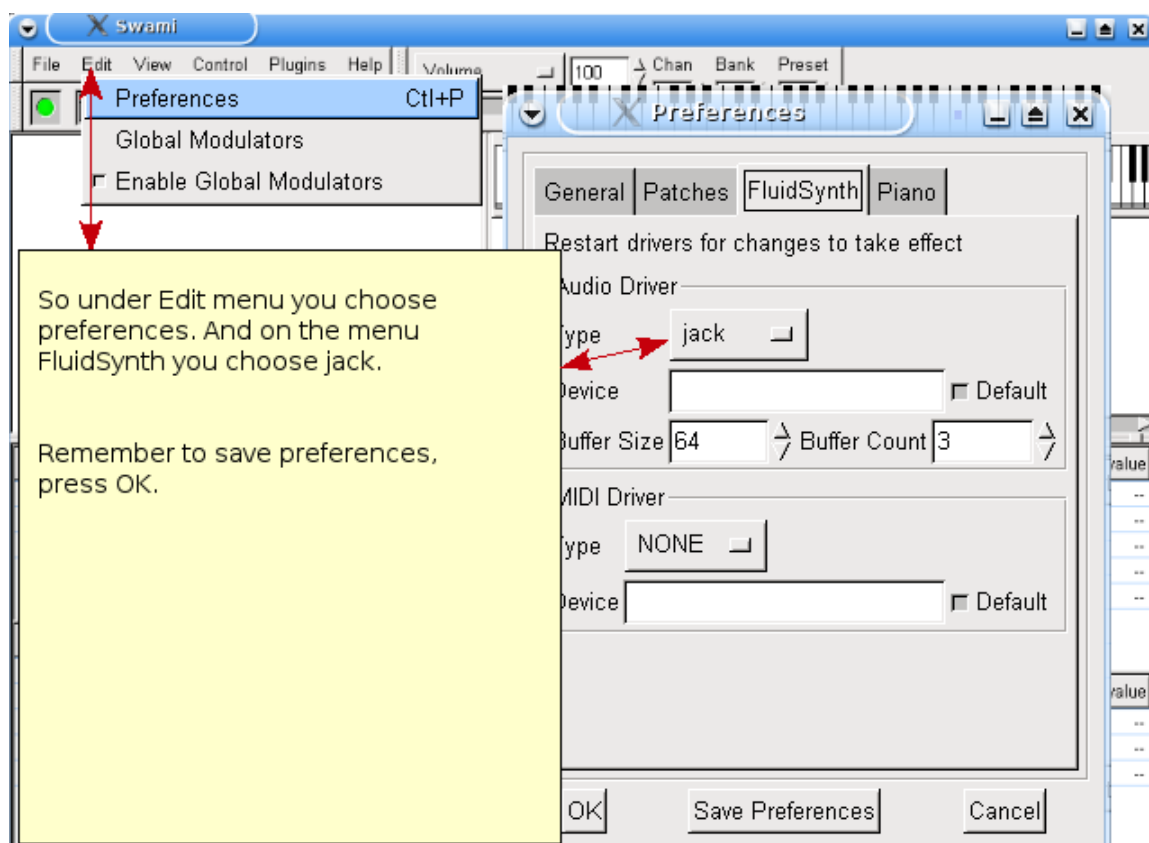 Swami
File Edit View Control Plugins Help
Volume 100 Chan Bank Preset
Preferences Ctl+P
Global Modulators
Enable Global Modulators
Preferences
General Patches FluidSynth Piano
Restart drivers for changes to take effect
Audio Driver
Type jack
Device Default
Buffer Size 64 Buffer Count 3
MIDI Driver
Type NONE
Device Default
OK Save Preferences Cancel
So under Edit menu you choose
preferences. And on the menu
FluidSynth you choose jack.
Remember to save preferences,
press OK.
value
--
--
--
--
--
value
--
--
--